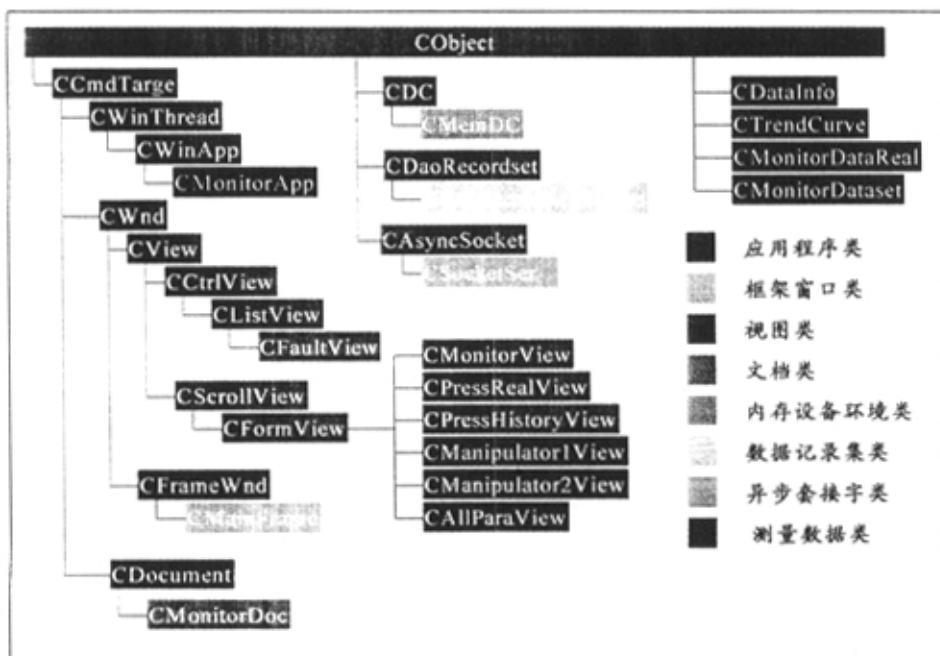 CObject
CCmdTarge
CWinThread
CWinApp
CMonitorApp
CWnd
CView
CCtrlView
CListView
CFaultView
CScrollView
CFormView
CFrameWnd
CMainFrame
CDocument
CMonitorDoc
CDC
CMemDC
CDaoRecordset
CAsyncSocket
CSocketSer
CMonitorView
CPressRealView
CPressHistoryView
CManipulator1View
CManipulator2View
CAllParaView
CDataInfo
CTrendCurve
CMonitorDataReal
CMonitorDataset
应用程序类
框架窗口类
视图类
文档类
内存设备环境类
数据记录集类
异步套接字类
测量数据类